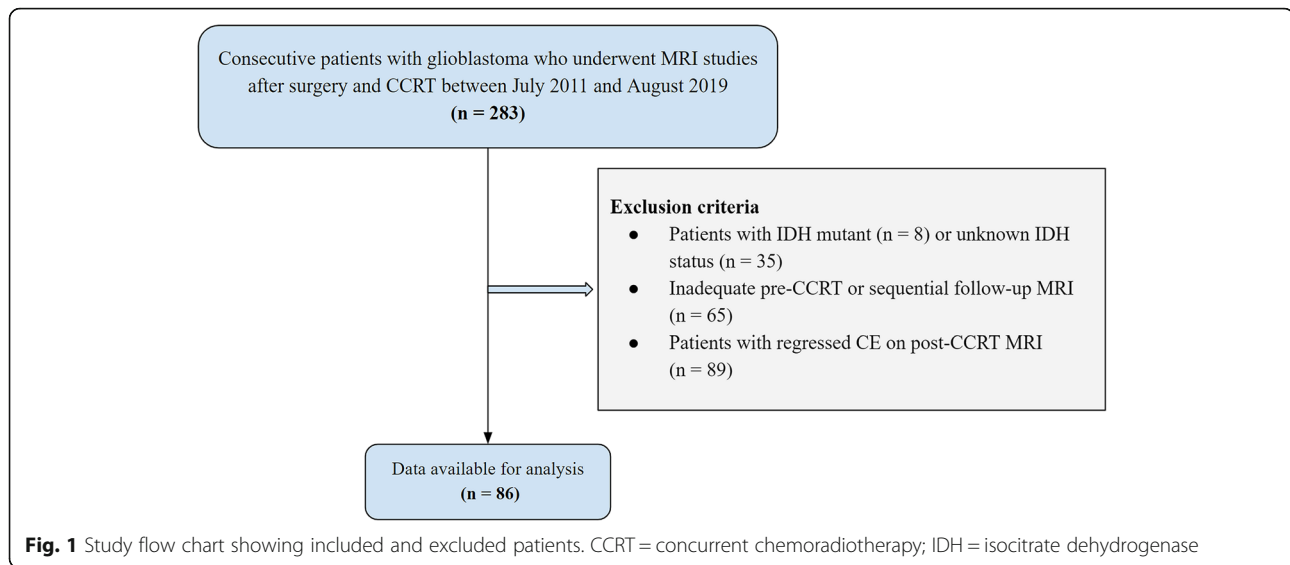 Consecutive patients with glioblastoma who underwent MRI studies
after surgery and CCRT between July 2011 and August 2019
(n = 283)
Exclusion criteria
● Patients with IDH mutant (n = 8) or unknown IDH
status (n = 35)
● Inadequate pre-CCRT or sequential follow-up MRI
(n = 65)
● Patients with regressed CE on post-CCRT MRI
(n = 89)
Data available for analysis
(n = 86)
Fig. 1 Study flow chart showing included and excluded patients. CCRT = concurrent chemoradiotherapy; IDH = isocitrate dehydrogenase